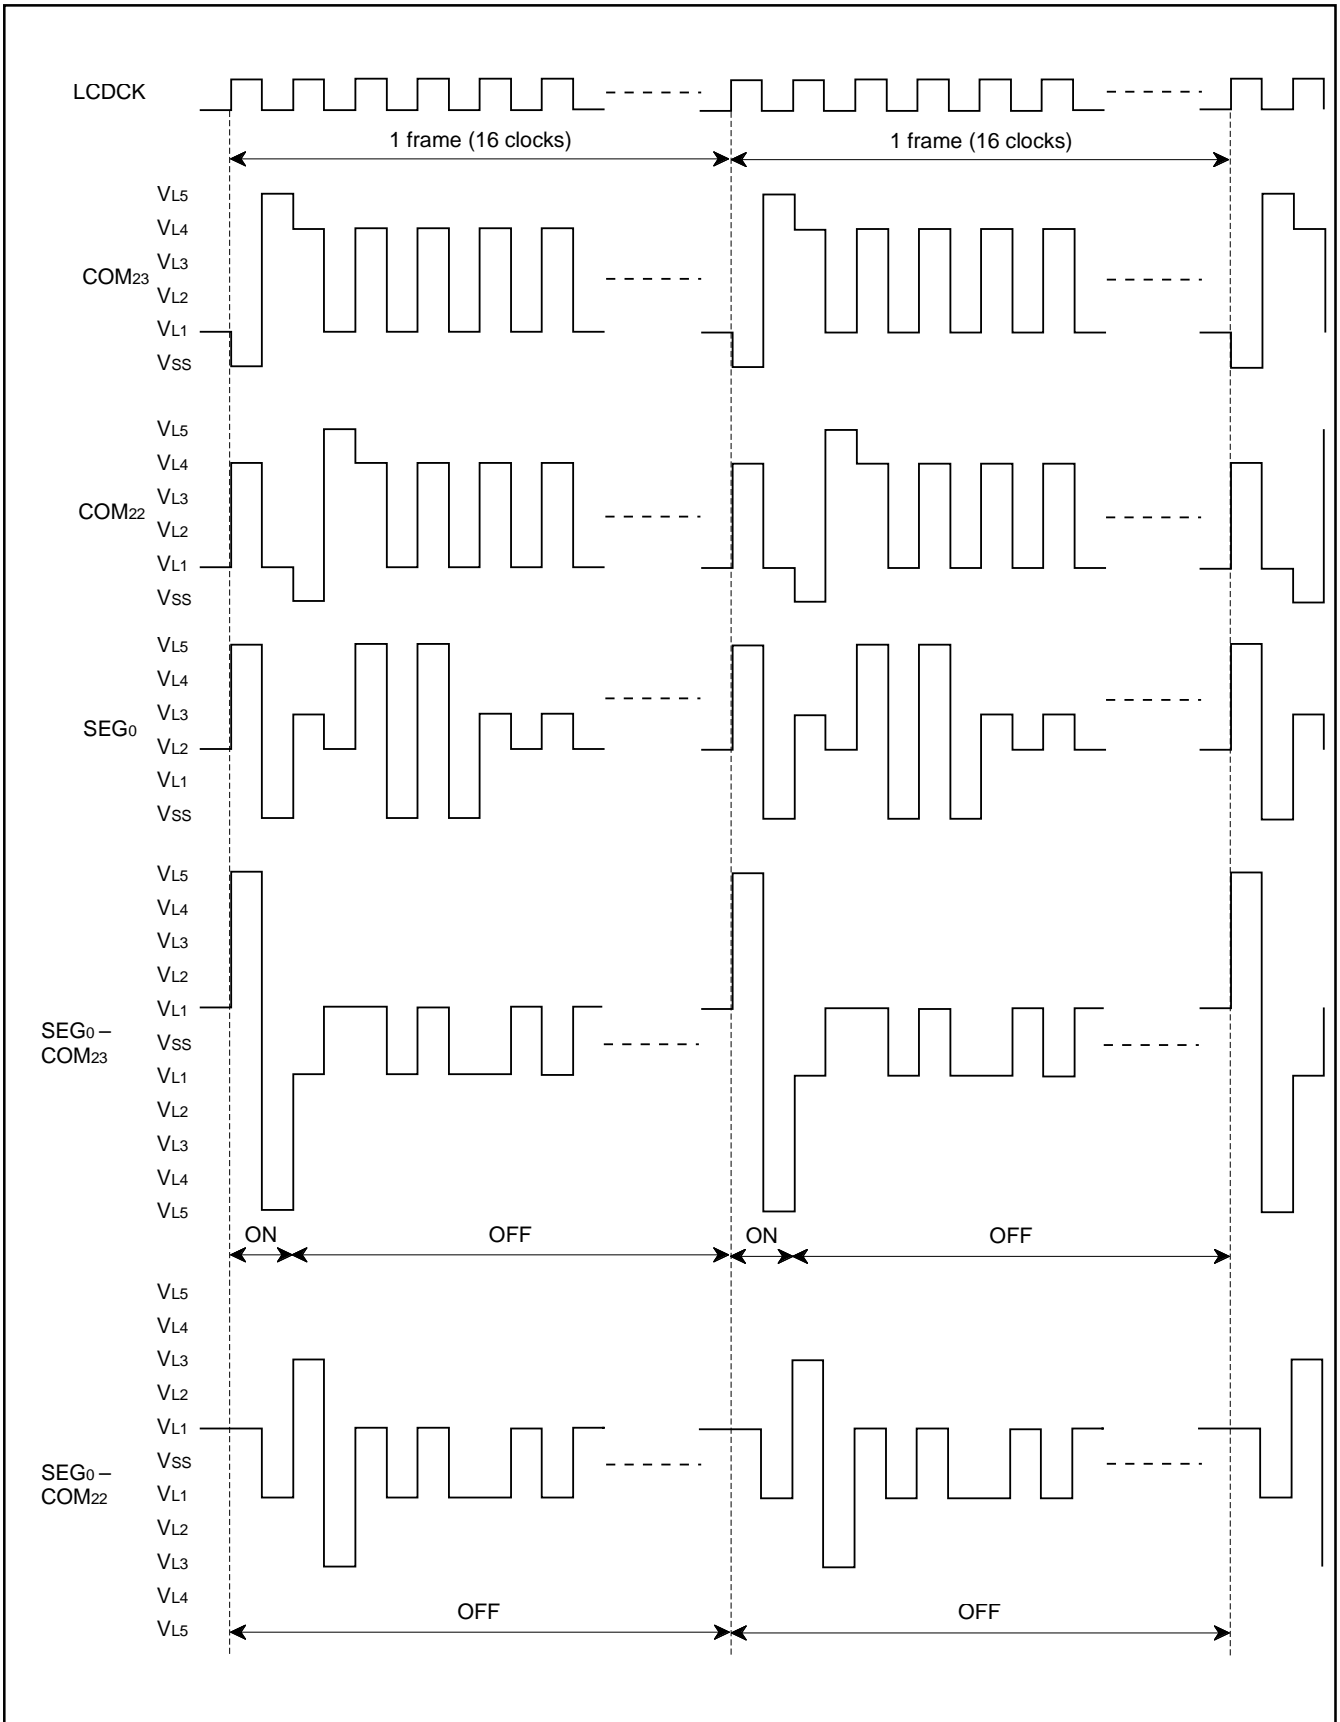 LCDCK
1 frame (16 clocks) 1 frame (16 clocks)
VL5
VL4
VL3
COM23
VL2
VL1
VSS
VL5
VL4
VL3
COM22
VL2
VL1
VSS
VL5
VL4
VL3
SEG0
VL2
VL1
VSS
VL5
VL4
VL3
VL2
VL1
SEG0 –
COM23
VSS
VL1
VL2
VL3
VL4
VL5
ON OFF ON OFF
VL5
VL4
VL3
VL2
VL1
VSS
SEG0 –
COM22
VL1
VL2
VL3
VL4
VL5
OFF OFF